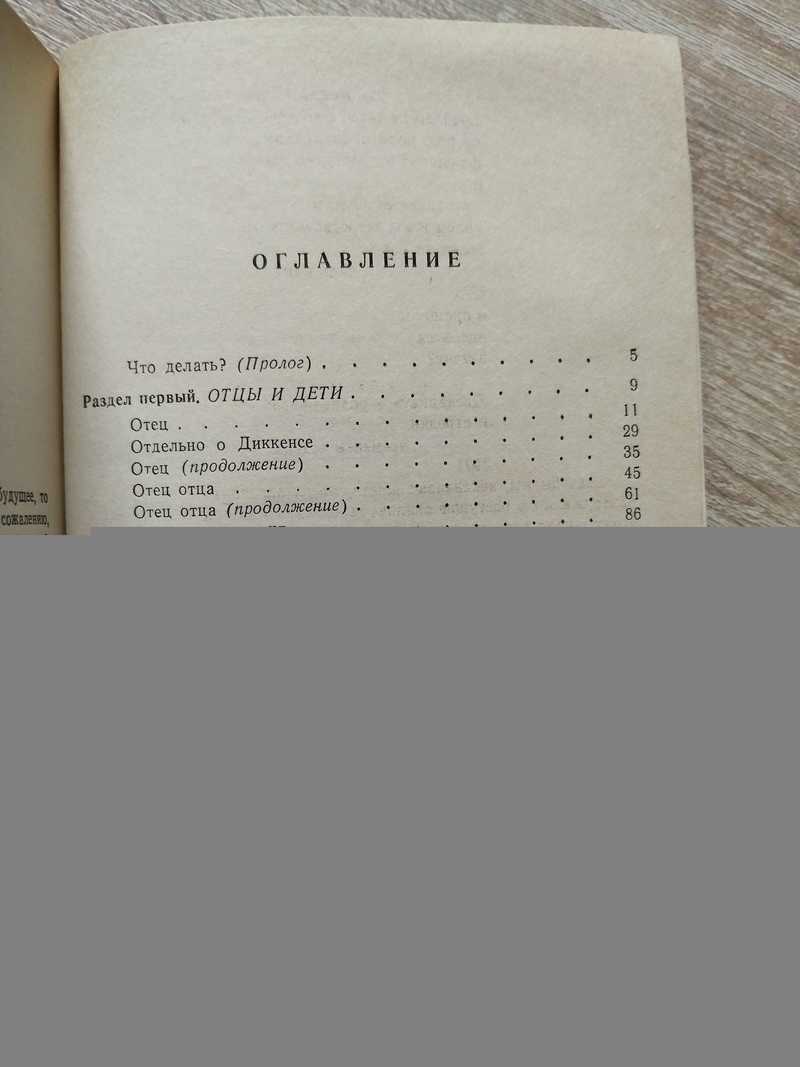 будущее, то
сожалению,
ОГЛАВЛЕНИЕ
Что делать? (Пролог) . . . . . . . . . . 5
Раздел первый. ОТЦЫ И ДЕТИ . . . . . . . . . 9
Отец . . . . . . . . . . . . . . . 11
Отдельно о Диккенсе . . . . . . . . . . 29
Отец (продолжение) . . . . . . . . . . 35
Отец отца . . . . . . . . . . . . . 45
Отец отца (продолжение) . . . . . . . . . 61
86